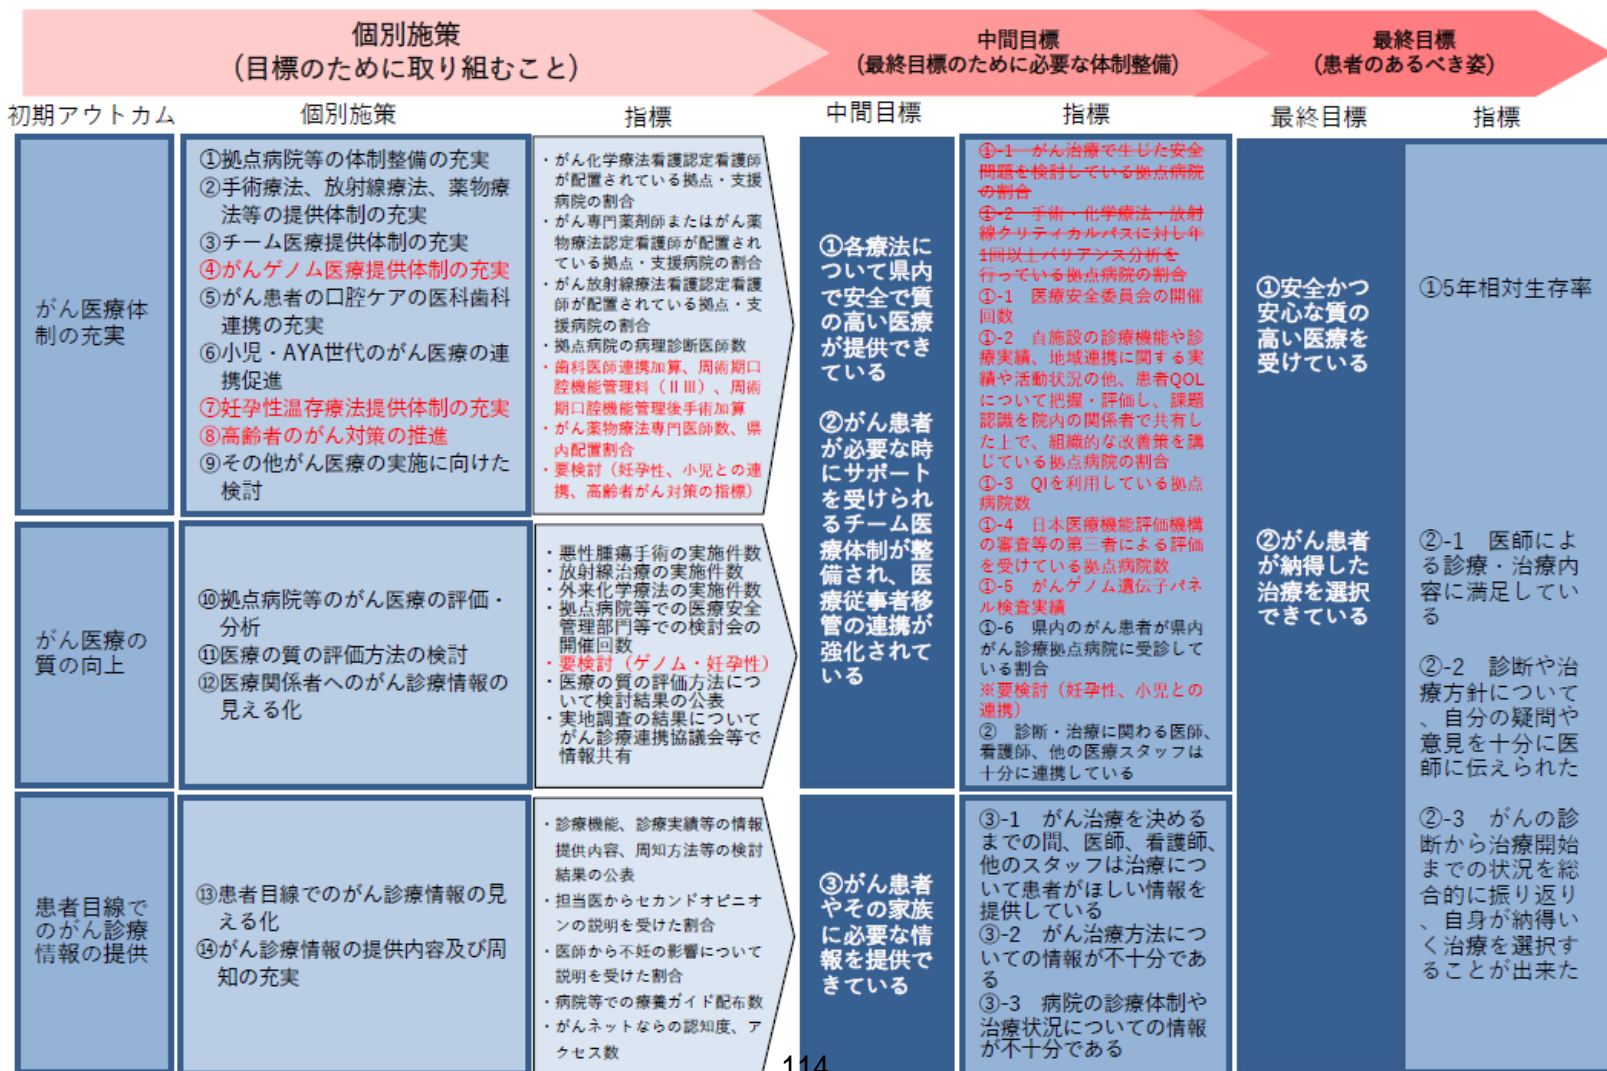 個別施策
(目標のために取り組むこと)
中間目標
(最終目標のために必要な体制整備)
最終目標
(患者のあるべき姿)
初期アウトカム
個別施策
指標
中間目標
指標
最終目標
指標
がん医療体
制の充実
①拠点病院等の体制整備の充実
②手術療法、放射線療法、薬物療
法等の提供体制の充実
③チーム医療提供体制の充実
④がんゲノム医療提供体制の充実
⑤がん患者の口腔ケアの医科歯科
連携の充実
⑥小児・AYA世代のがん医療の連
携促進
⑦妊孕性温存療法提供体制の充実
⑧高齢者のがん対策の推進
⑨その他がん医療の実施に向けた
検討
・がん化学療法看護認定看護師
が配置されている拠点・支援
病院の割合
・がん専門薬剤師またはがん薬
物療法認定看護師が配置され
ている拠点・支援病院の割合
・がん放射線療法看護認定看護
師が配置されている拠点・支
援病院の割合
・拠点病院の病理診断医師数
・歯科医師連携加算、周術期口
腔機能管理料（ⅡⅢ）、周術
期口腔機能管理後手術加算
・がん薬物療法専門医師数、県
内配置割合
・要検討（妊孕性、小児との連
携、高齢者がん対策の指標）
がん医療の
質の向上
⑩拠点病院等のがん医療の評価・
分析
⑪医療の質の評価方法の検討
⑫医療関係者へのがん診療情報の
見える化
・悪性腫瘍手術の実施件数
・放射線治療の実施件数
・外来化学療法の実施件数
・拠点病院等での医療安全
管理部門等での検討会の
開催回数
・要検討（ゲノム・妊孕性）
・医療の質の評価方法につ
いて検討結果の公表
・実地調査の結果について
がん診療連携協議会等で
情報共有
患者目線で
のがん診療
情報の提供
⑬患者目線でのがん診療情報の見
える化
⑭がん診療情報の提供内容及び周
知の充実
・診療機能、診療実績等の情報
提供内容、周知方法等の検討
結果の公表
・担当医からセカンドオピニオ
ンの説明を受けた割合
・医師から不妊の影響について
説明を受けた割合
・病院等での療養ガイド配布数
・がんネットならの認知度、ア
クセス数
①各療法に
ついて県内
で安全で質
の高い医療
が提供でき
ている
②がん患者
が必要な時
にサポート
を受けられ
るチーム医
療体制が整
備され、医
療従事者移
管の連携が
強化されて
いる
①-1　がん治療で生じた安全
問題を検討している拠点病院
の割合
①-2　手術・化学療法・放射
線クリティカルパスに対し年
1回以上バリアンス分析を
行っている拠点病院の割合
①-1　医療安全委員会の開催
回数
①-2　自施設の診療機能や診
療実績、地域連携に関する実
績や活動状況の他、患者QOL
について把握・評価し、課題
認識を院内の関係者で共有し
た上で、組織的な改善策を講
じている拠点病院の割合
①-3　QIを利用している拠点
病院数
①-4　日本医療機能評価機構
の審査等の第三者による評価
を受けている拠点病院数
①-5　がんゲノム遺伝子パネ
ル検査実績
①-6　県内のがん患者が県内
がん診療拠点病院に受診して
いる割合
※要検討（妊孕性、小児との
連携）
②　診断・治療に関わる医師、
看護師、他の医療スタッフは
十分に連携している
③がん患者
やその家族
に必要な情
報を提供で
きている
③-1　がん治療を決める
までの間、医師、看護師、
他のスタッフは治療につ
いて患者がほしい情報を
提供している
③-2　がん治療方法につ
いての情報が不十分であ
る
③-3　病院の診療体制や
治療状況についての情報
が不十分である
①安全かつ
安心な質の
高い医療を
受けている
②がん患者
が納得した
治療を選択
できている
①5年相対生存率
②-1　医師によ
る診療・治療内
容に満足してい
る
②-2　診断や治
療方針について
、自分の疑問や
意見を十分に医
師に伝えられた
②-3　がんの診
断から治療開始
までの状況を総
合的に振り返り
、自身が納得い
く治療を選択す
ることが出来た
114